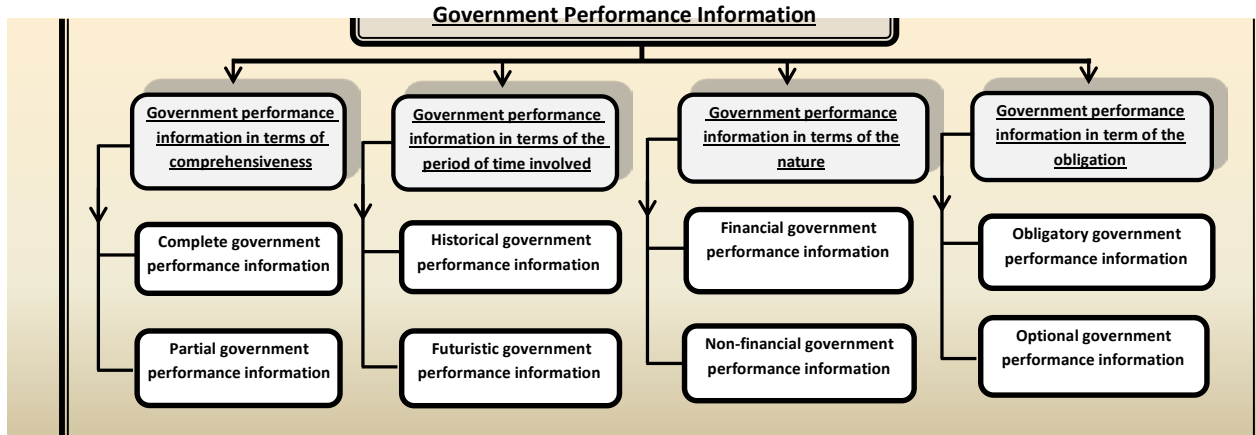 Government Performance Information
Government performance
information in terms of
comprehensiveness
Government performance
information in terms of the
period of time involved
Government performance
information in terms of the
nature
Government performance
information in term of the
obligation
Complete government
performance information
Historical government
performance information
Financial government
performance information
Obligatory government
performance information
Partial government
performance information
Futuristic government
performance information
Non-financial government
performance information
Optional government
performance information